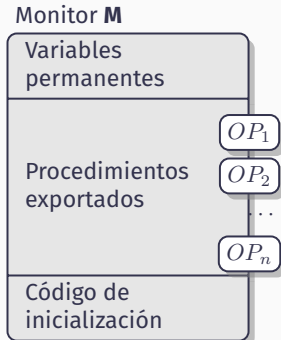 Monitor M
Variables
permanentes
OP₁
Procedimientos
exportados
OP₂
...
OPₙ
Código de
inicialización